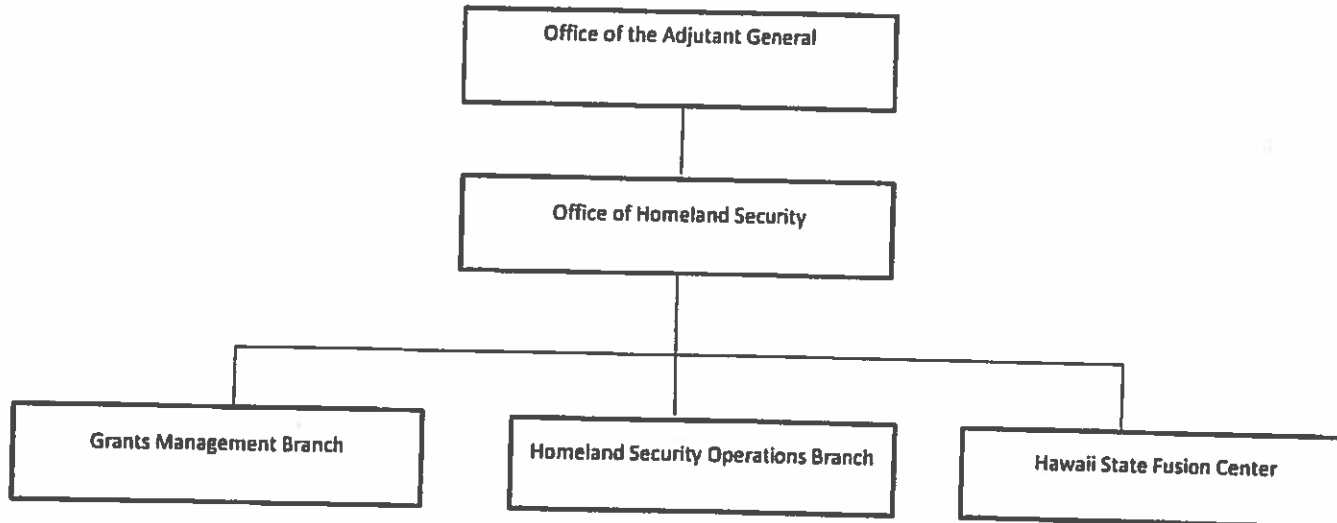 Office of the Adjutant General
Office of Homeland Security
Grants Management Branch
Homeland Security Operations Branch
Hawaii State Fusion Center